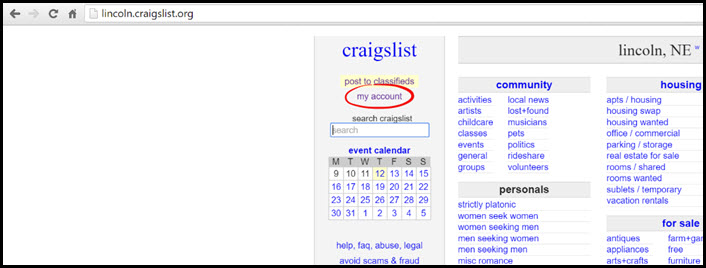 lincoln.craigslist.org
craigslist
post to classifieds
my account
search craigslist
search
event calendar
M T W T F S S
9 10 11 12 13 14 15
16 17 18 19 20 21 22
23 24 25 26 27 28 29
30 31 1 2 3 4 5
help, faq, abuse, legal
avoid scams & fraud
lincoln, NE w
community
activities local news
artists lost+found
childcare musicians
classes pets
events politics
general rideshare
groups volunteers
personals
strictly platonic
women seek women
women seeking men
men seeking women
men seeking men
misc romance
housing
apts / housing
housing swap
housing wanted
office / commercial
parking / storage
real estate for sale
rooms / shared
rooms wanted
sublets / temporary
vacation rentals
for sale
antiques farm+ga
appliances free
arts+crafts furniture